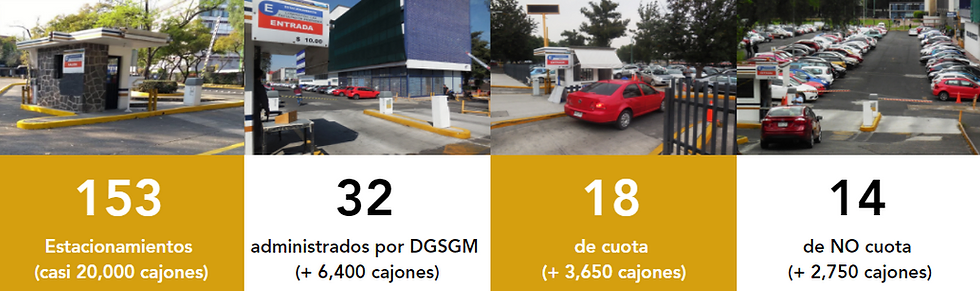 E
ENTRADA
$ 10.00
153
Estacionamientos
(casi 20,000 cajones)
32
administrados por DGSGM
(+ 6,400 cajones)
18
de cuota
(+ 3,650 cajones)
14
de NO cuota
(+ 2,750 cajones)